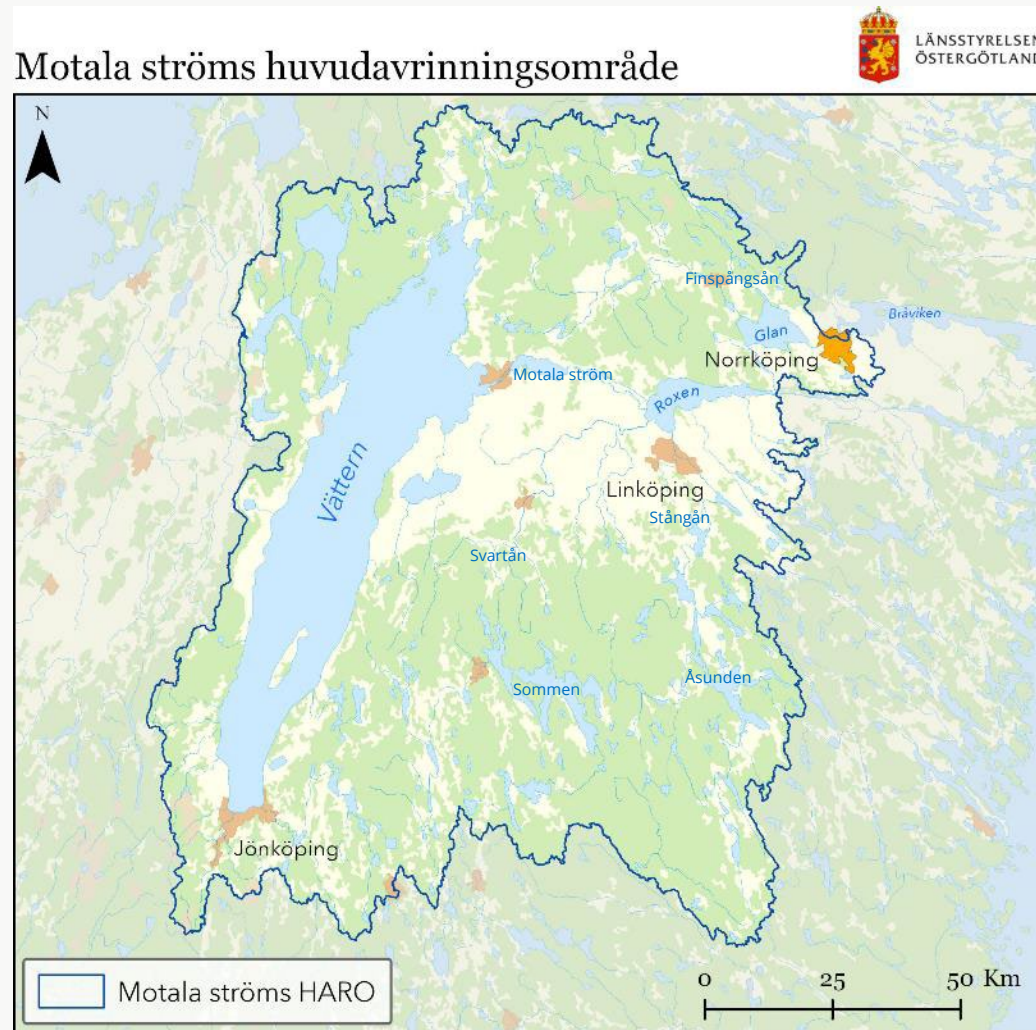 Motala ströms huvudavrinningsområde
LÄNSSTYRELSEN
ÖSTERGÖTLAND
N
Finspångsån
Bråviken
Glan
Norrköping
Motala ström
Roxen
Vättern
Linköping
Stångån
Svartån
Åsunden
Sommen
Jönköping
Motala ströms HARO
0 25 50 Km